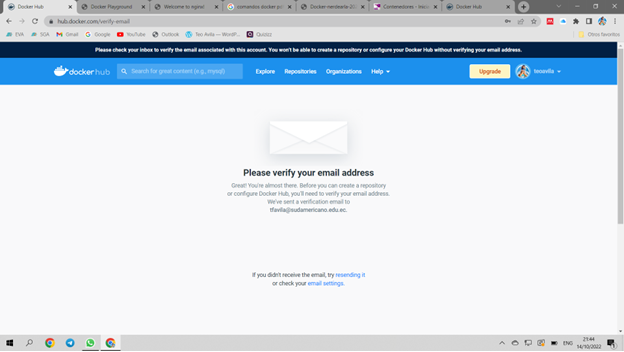 Docker Hub
Docker Playground
Welcome to nginx!
comandos docker po
Docker-rendeela-(2
Contenedores - micro
Docker Hub
hub.docker.com/verify-email
EVA
SGA
Gmail
Google
YouTube
Outlook
Teo Avila — WordP...
Quizizz
Otros favoritos
Please check your inbox to verify the email associated with this account. You won't be able to create a repository or configure your Docker Hub without verifying your email address.
docker hub
Search for great content (e.g., mysql)
Explore
Repositories
Organizations
Help
Upgrade
teoavila
Please verify your email address
Great! You're almost there. Before you can create a repository
or configure Docker Hub, you'll need to verify your email address.
We've sent a verification email to
tfavila@sudamericano.edu.ec.
If you didn't receive the email, try resending it
or check your email settings.
ENG
21:44
14/10/2022